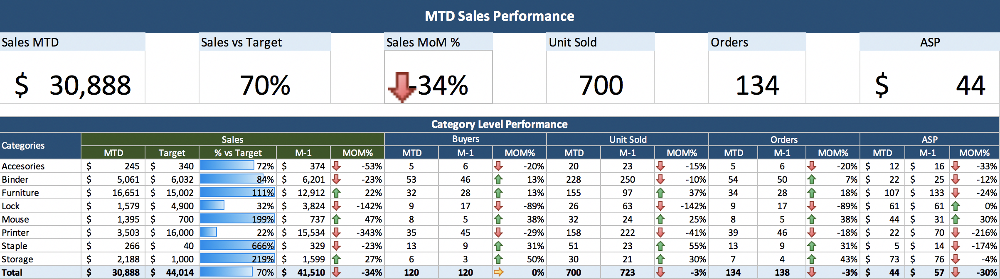 MTD Sales Performance
Sales MTD Sales vs Target Sales MoM % Unit Sold Orders ASP
$ 30,888 70% -34% 700 134 $ 44
Category Level Performance
Categories Sales Buyers Unit Sold Orders ASP
MTD Target % vs Target M-1 MOM% MTD M-1 MOM% MTD M-1 MOM% MTD M-1 MOM% MTD M-1 MOM%
Accesories $ 245 $ 340 72% $ 374 -53% 5 6 -20% 20 23 -15% 5 6 -20% $ 12 $ 16 -33%
Binder $ 5,061 $ 6,032 84% $ 6,201 -23% 53 46 13% 228 250 -10% 54 50 7% $ 22 $ 25 -12%
Furniture $ 16,651 $ 15,002 111% $ 12,912 22% 32 28 13% 155 97 37% 34 28 18% $ 107 $ 133 -24%
Lock $ 1,579 $ 4,900 32% $ 3,824 -142% 9 17 -89% 26 63 -142% 9 17 -89% $ 61 $ 61 0%
Mouse $ 1,395 $ 700 199% $ 737 47% 8 5 38% 32 24 25% 8 5 38% $ 44 $ 31 30%
Printer $ 3,503 $ 16,000 22% $ 15,534 -343% 35 45 -29% 158 222 -41% 39 46 -18% $ 22 $ 70 -216%
Staple $ 266 $ 40 666% $ 329 -23% 13 9 31% 51 23 55% 13 9 31% $ 5 $ 14 -174%
Storage $ 2,188 $ 1,000 219% $ 1,599 27% 6 3 50% 30 21 30% 7 4 43% $ 73 $ 76 -4%
Total $ 30,888 $ 44,014 70% $ 41,510 -34% 120 120 0% 700 723 -3% 134 138 -3% $ 44 $ 57 -30%